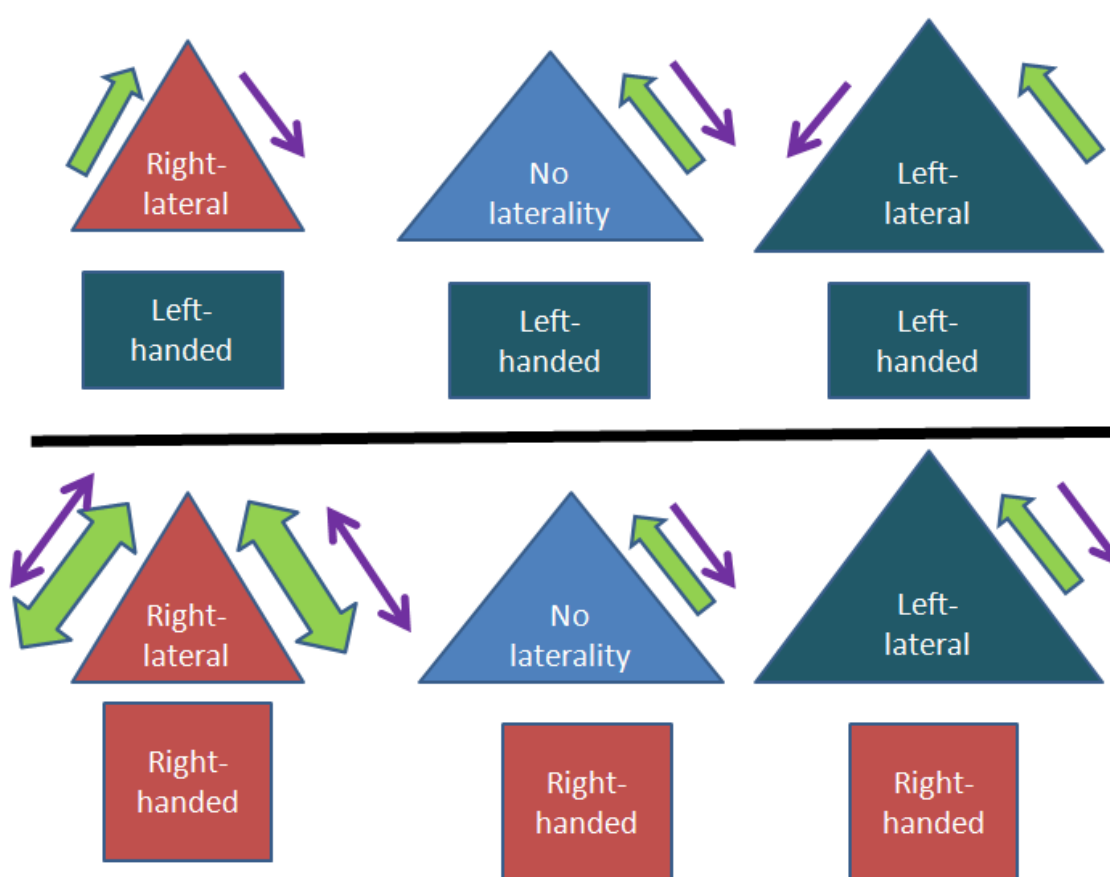 Right-
lateral
No
laterality
Left-
lateral
Left-
handed
Left-
handed
Left-
handed
Right-
lateral
No
laterality
Left-
lateral
Right-
handed
Right-
handed
Right-
handed